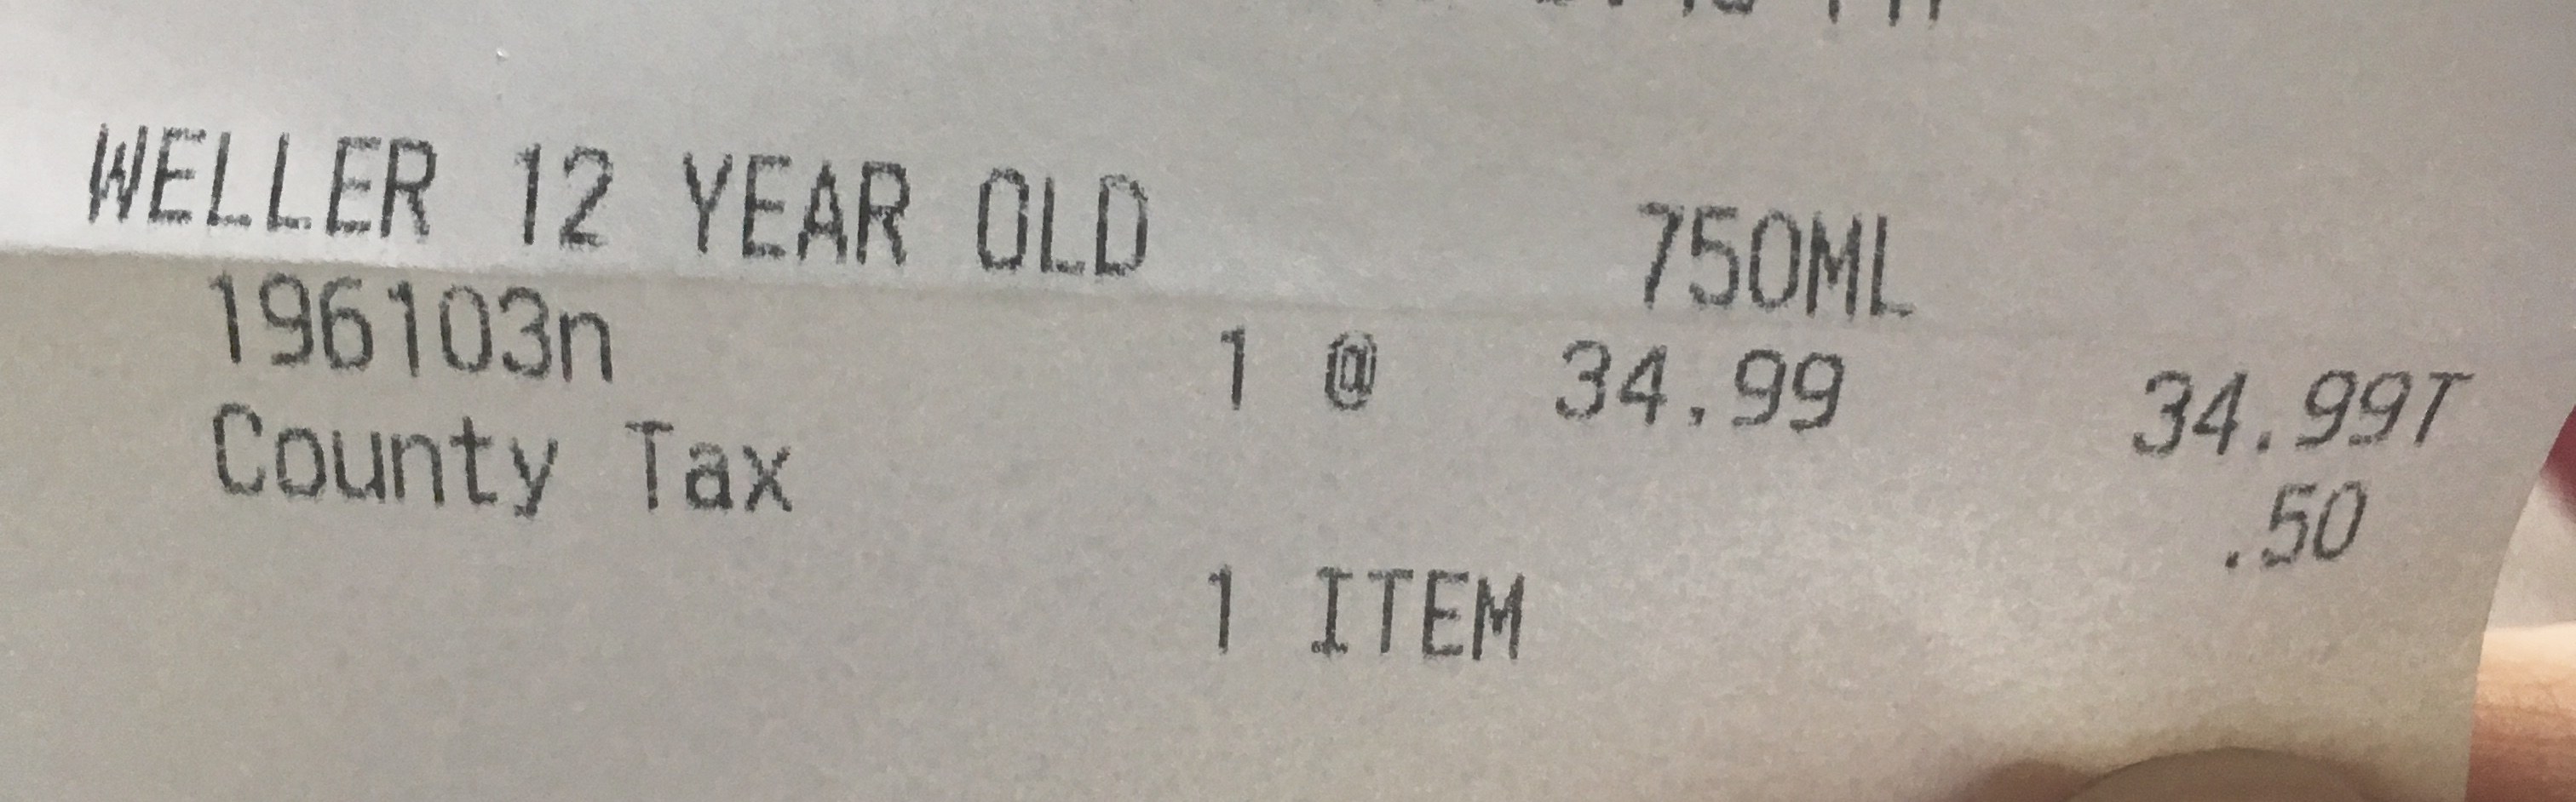 WELLER 12 YEAR OLD 750ML
196103n 1 @ 34.99 34.99T
County Tax .50
1 ITEM